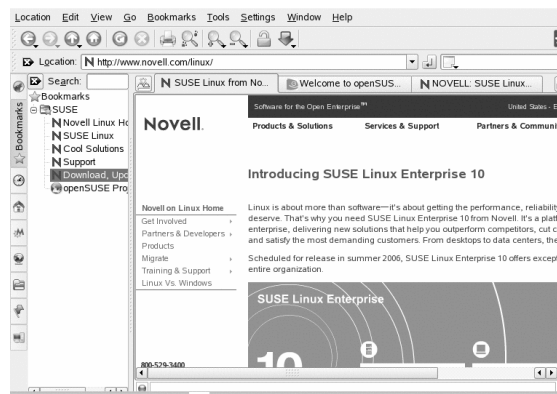 Location Edit View Go Bookmarks Tools Settings Window Help
Location: N http://www.novell.com/linux/
Search:
N SUSE Linux from No...
Welcome to openSUS...
N NOVELL: SUSE Linux...
Bookmarks
Bookmarks
SUSE
N Novell Linux Ho
N SUSE Linux
N Cool Solutions
N Support
N Download, Upd
openSUSE Pro
Software for the Open Enterprise™
United States - E
Novell.
Products & Solutions
Services & Support
Partners & Communi
Introducing SUSE Linux Enterprise 10
Novell on Linux Home
Get Involved
Partners & Developers
Products
Migrate
Training & Support
Linux Vs. Windows
800-529-3400
Linux is about more than software—it's about getting the performance, reliability
deserve. That's why you need SUSE Linux Enterprise 10 from Novell. It's a platf
enterprise, delivering new solutions that help you outperform competitors, cut c
and satisfy the most demanding customers. From desktops to data centers, the
Scheduled for release in summer 2006, SUSE Linux Enterprise 10 offers except
entire organization.
SUSE Linux Enterprise
10